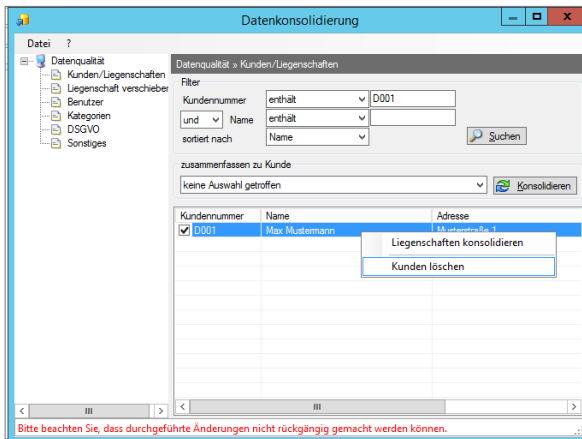 Datenkonsolidierung
Datei ?
Datenqualität
Kunden/Liegenschaften
Liegenschaft verschieben
Benutzer
Kategorien
DSGVO
Sonstiges
Datenqualität » Kunden/Liegenschaften
Filter
Kundennummer enthält D001
und Name enthält
sortiert nach Name Suchen
zusammenfassen zu Kunde
keine Auswahl getroffen Konsolidieren
Kundennummer Name Adresse
D001 Max Mustermann Musterstraße 1
Liegenschaften konsolidieren
Kunden löschen
Bitte beachten Sie, dass durchgeführte Änderungen nicht rückgängig gemacht werden können.